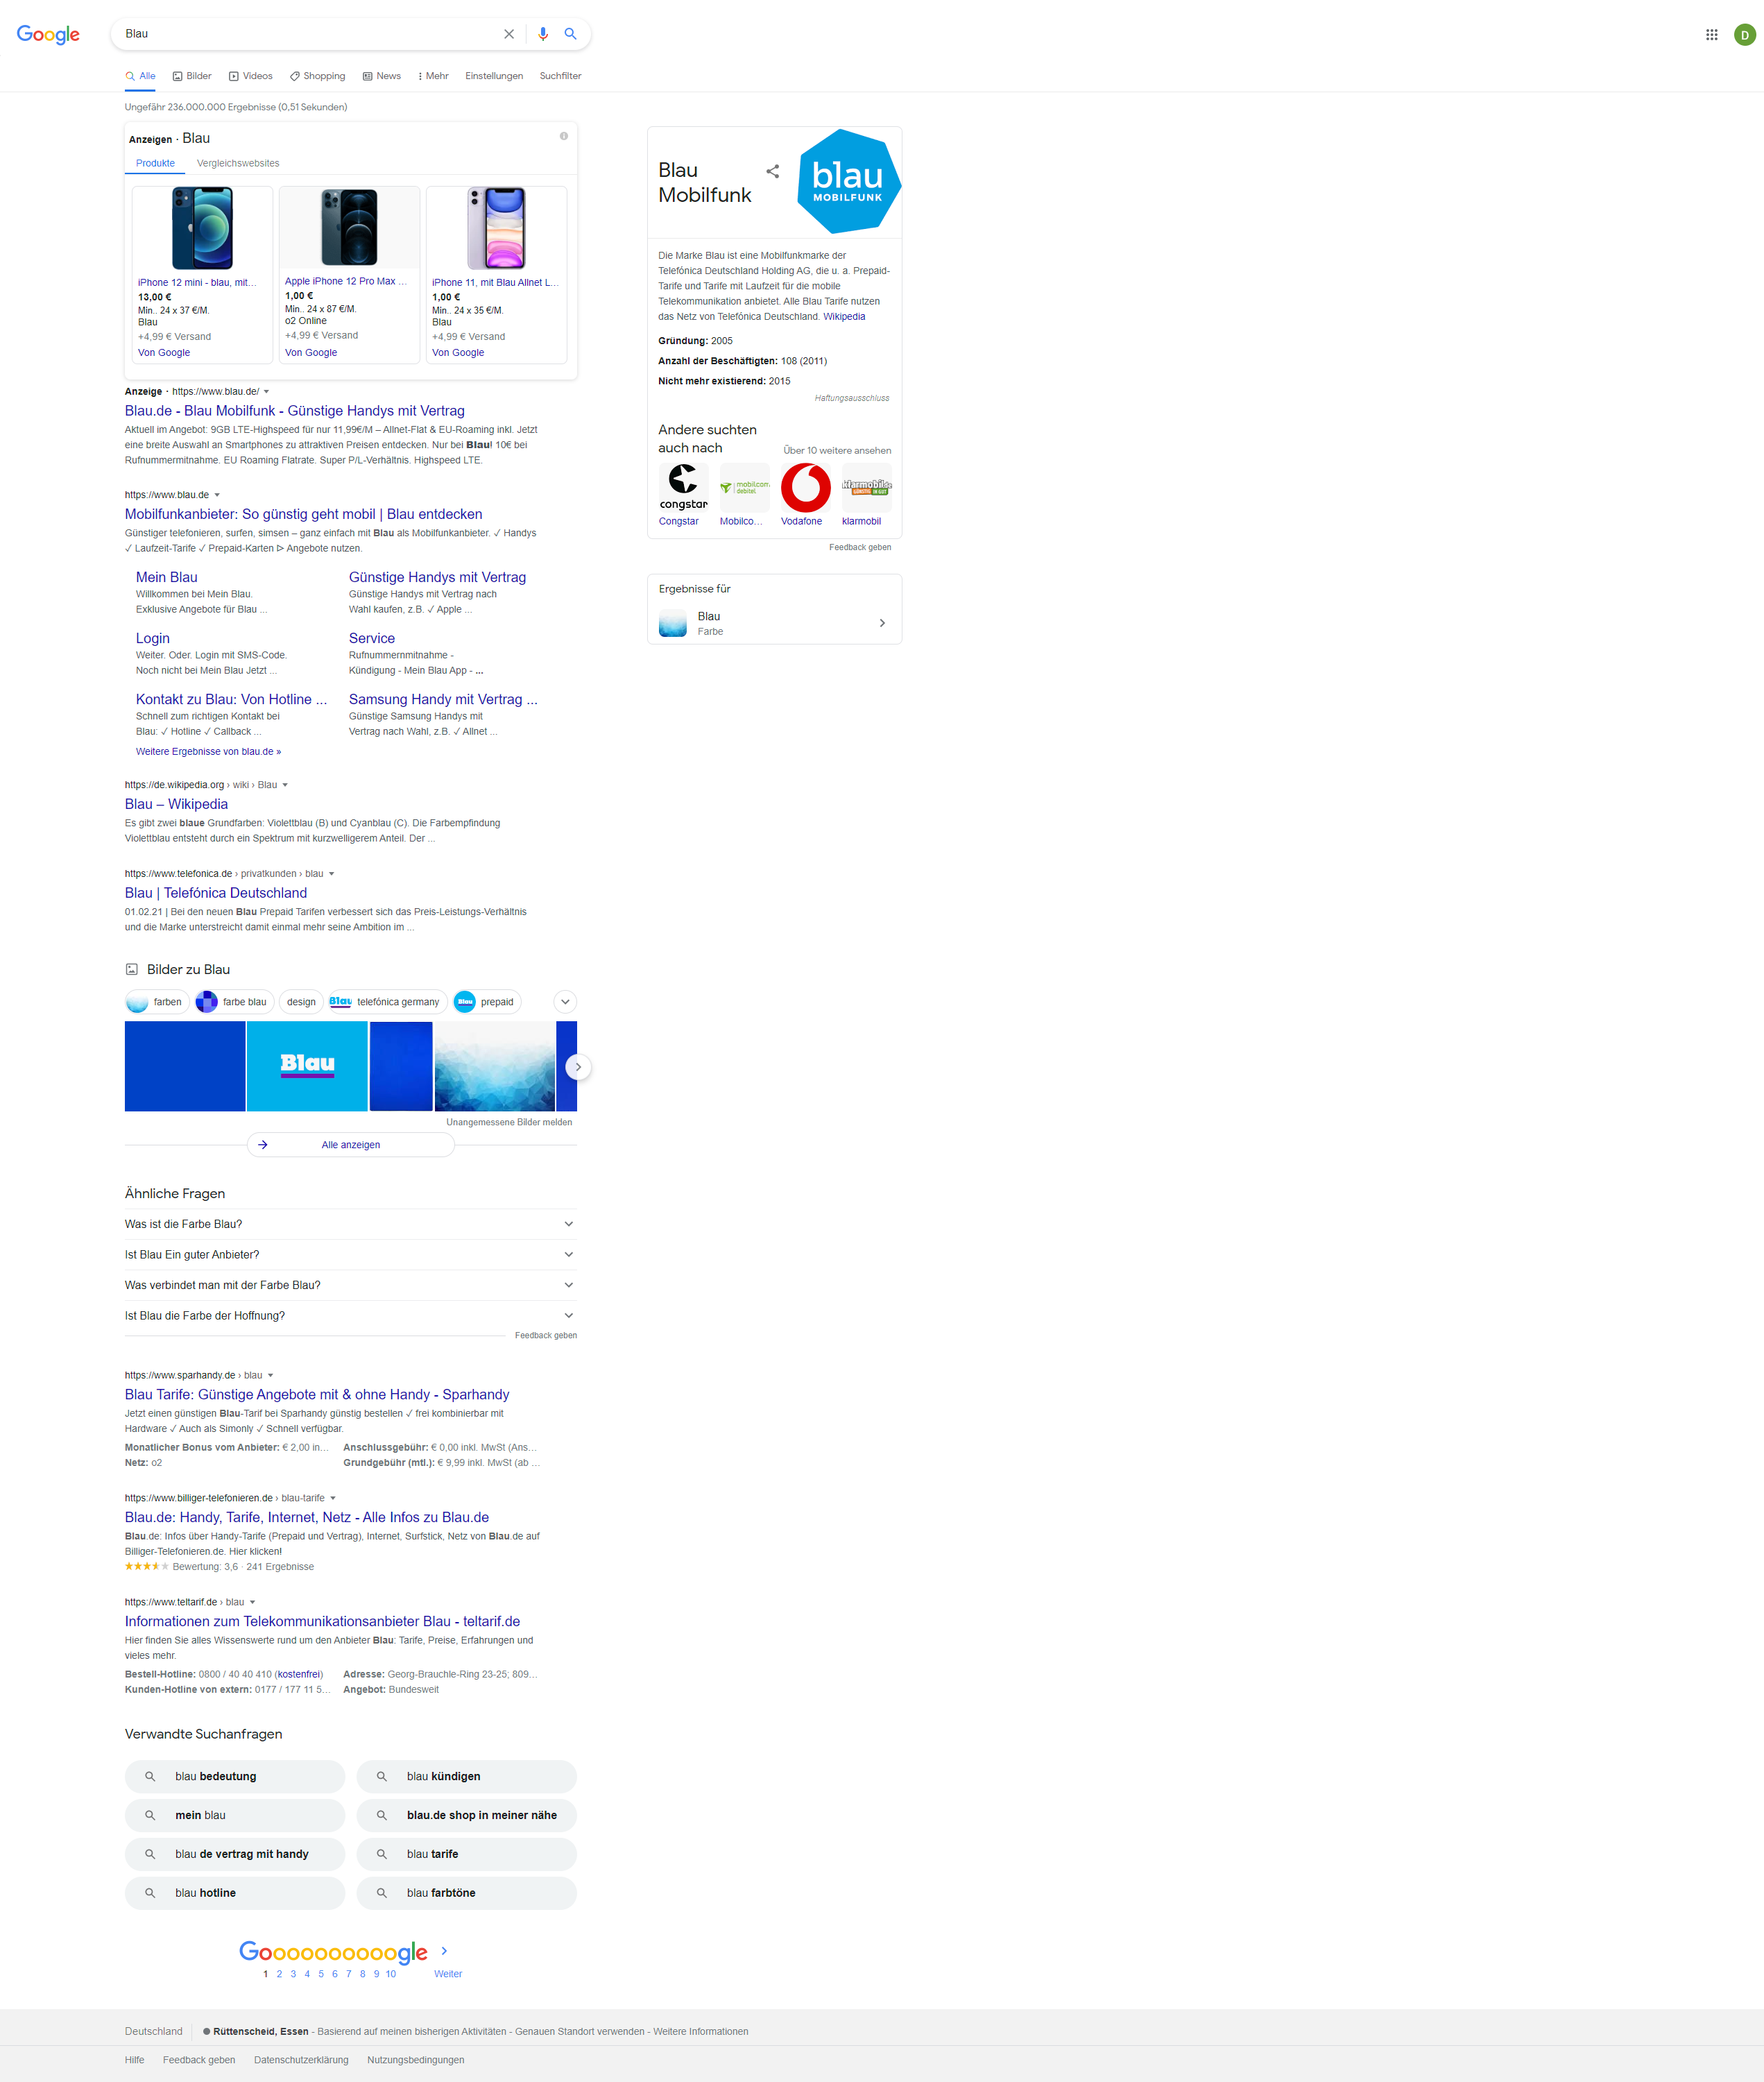 Google
Blau
D
Alle
Bilder
Videos
Shopping
News
Mehr
Einstellungen
Suchfilter
Ungefähr 236.000.000 Ergebnisse (0,51 Sekunden)
Anzeigen · Blau
Produkte
Vergleichswebsites
iPhone 12 mini - blau, mit…
13,00 €
Min.. 24 x 37 €/M.
Blau
+4,99 € Versand
Von Google
Apple iPhone 12 Pro Max …
1,00 €
Min.. 24 x 87 €/M.
o2 Online
+4,99 € Versand
Von Google
iPhone 11, mit Blau Allnet L…
1,00 €
Min.. 24 x 35 €/M.
Blau
+4,99 € Versand
Von Google
Anzeige · https://www.blau.de/
Blau.de - Blau Mobilfunk - Günstige Handys mit Vertrag
Aktuell im Angebot: 9GB LTE-Highspeed für nur 11,99€/M – Allnet-Flat & EU-Roaming inkl. Jetzt
eine breite Auswahl an Smartphones zu attraktiven Preisen entdecken. Nur bei Blau! 10€ bei
Rufnummermitnahme. EU Roaming Flatrate. Super P/L-Verhältnis. Highspeed LTE.
https://www.blau.de
Mobilfunkanbieter: So günstig geht mobil | Blau entdecken
Günstiger telefonieren, surfen, simsen – ganz einfach mit Blau als Mobilfunkanbieter. ✓ Handys
✓ Laufzeit-Tarife ✓ Prepaid-Karten ᐅ Angebote nutzen.
Mein Blau
Willkommen bei Mein Blau.
Exklusive Angebote für Blau ...
Günstige Handys mit Vertrag
Günstige Handys mit Vertrag nach
Wahl kaufen, z.B. ✓ Apple ...
Login
Weiter. Oder. Login mit SMS-Code.
Noch nicht bei Mein Blau Jetzt ...
Service
Rufnummernmitnahme -
Kündigung - Mein Blau App - ...
Kontakt zu Blau: Von Hotline ...
Schnell zum richtigen Kontakt bei
Blau: ✓ Hotline ✓ Callback ...
Samsung Handy mit Vertrag ...
Günstige Samsung Handys mit
Vertrag nach Wahl, z.B. ✓ Allnet ...
Weitere Ergebnisse von blau.de »
https://de.wikipedia.org › wiki › Blau
Blau – Wikipedia
Es gibt zwei blaue Grundfarben: Violettblau (B) und Cyanblau (C). Die Farbempfindung
Violettblau entsteht durch ein Spektrum mit kurzwelligerem Anteil. Der ...
https://www.telefonica.de › privatkunden › blau
Blau | Telefónica Deutschland
01.02.21 | Bei den neuen Blau Prepaid Tarifen verbessert sich das Preis-Leistungs-Verhältnis
und die Marke unterstreicht damit einmal mehr seine Ambition im ...
Bilder zu Blau
farben
farbe blau
design
Blau
telefónica germany
Blau
prepaid
Blau
Unangemessene Bilder melden
Alle anzeigen
Ähnliche Fragen
Was ist die Farbe Blau?
Ist Blau Ein guter Anbieter?
Was verbindet man mit der Farbe Blau?
Ist Blau die Farbe der Hoffnung?
Feedback geben
https://www.sparhandy.de › blau
Blau Tarife: Günstige Angebote mit & ohne Handy - Sparhandy
Jetzt einen günstigen Blau-Tarif bei Sparhandy günstig bestellen ✓ frei kombinierbar mit
Hardware ✓ Auch als Simonly ✓ Schnell verfügbar.
Monatlicher Bonus vom Anbieter: € 2,00 in…
Anschlussgebühr: € 0,00 inkl. MwSt (Ans…
Netz: o2
Grundgebühr (mtl.): € 9,99 inkl. MwSt (ab …
https://www.billiger-telefonieren.de › blau-tarife
Blau.de: Handy, Tarife, Internet, Netz - Alle Infos zu Blau.de
Blau.de: Infos über Handy-Tarife (Prepaid und Vertrag), Internet, Surfstick, Netz von Blau.de auf
Billiger-Telefonieren.de. Hier klicken!
Bewertung: 3,6 · 241 Ergebnisse
https://www.teltarif.de › blau
Informationen zum Telekommunikationsanbieter Blau - teltarif.de
Hier finden Sie alles Wissenswerte rund um den Anbieter Blau: Tarife, Preise, Erfahrungen und
vieles mehr.
Bestell-Hotline: 0800 / 40 40 410 (kostenfrei)
Adresse: Georg-Brauchle-Ring 23-25; 809…
Kunden-Hotline von extern: 0177 / 177 11 5…
Angebot: Bundesweit
Verwandte Suchanfragen
blau bedeutung
blau kündigen
mein blau
blau.de shop in meiner nähe
blau de vertrag mit handy
blau tarife
blau hotline
blau farbtöne
Goooooooooogle
1 2 3 4 5 6 7 8 9 10
Weiter
Blau
Mobilfunk
blau
MOBILFUNK
Die Marke Blau ist eine Mobilfunkmarke der
Telefónica Deutschland Holding AG, die u. a. Prepaid-
Tarife und Tarife mit Laufzeit für die mobile
Telekommunikation anbietet. Alle Blau Tarife nutzen
das Netz von Telefónica Deutschland. Wikipedia
Gründung: 2005
Anzahl der Beschäftigten: 108 (2011)
Nicht mehr existierend: 2015
Haftungsausschluss
Andere suchten
auch nach
Über 10 weitere ansehen
congstar
mobilcom
debitel
klarmobil.de
Congstar
Mobilco…
Vodafone
klarmobil
Feedback geben
Ergebnisse für
Blau
Farbe
Deutschland
Rüttenscheid, Essen - Basierend auf meinen bisherigen Aktivitäten - Genauen Standort verwenden - Weitere Informationen
Hilfe
Feedback geben
Datenschutzerklärung
Nutzungsbedingungen